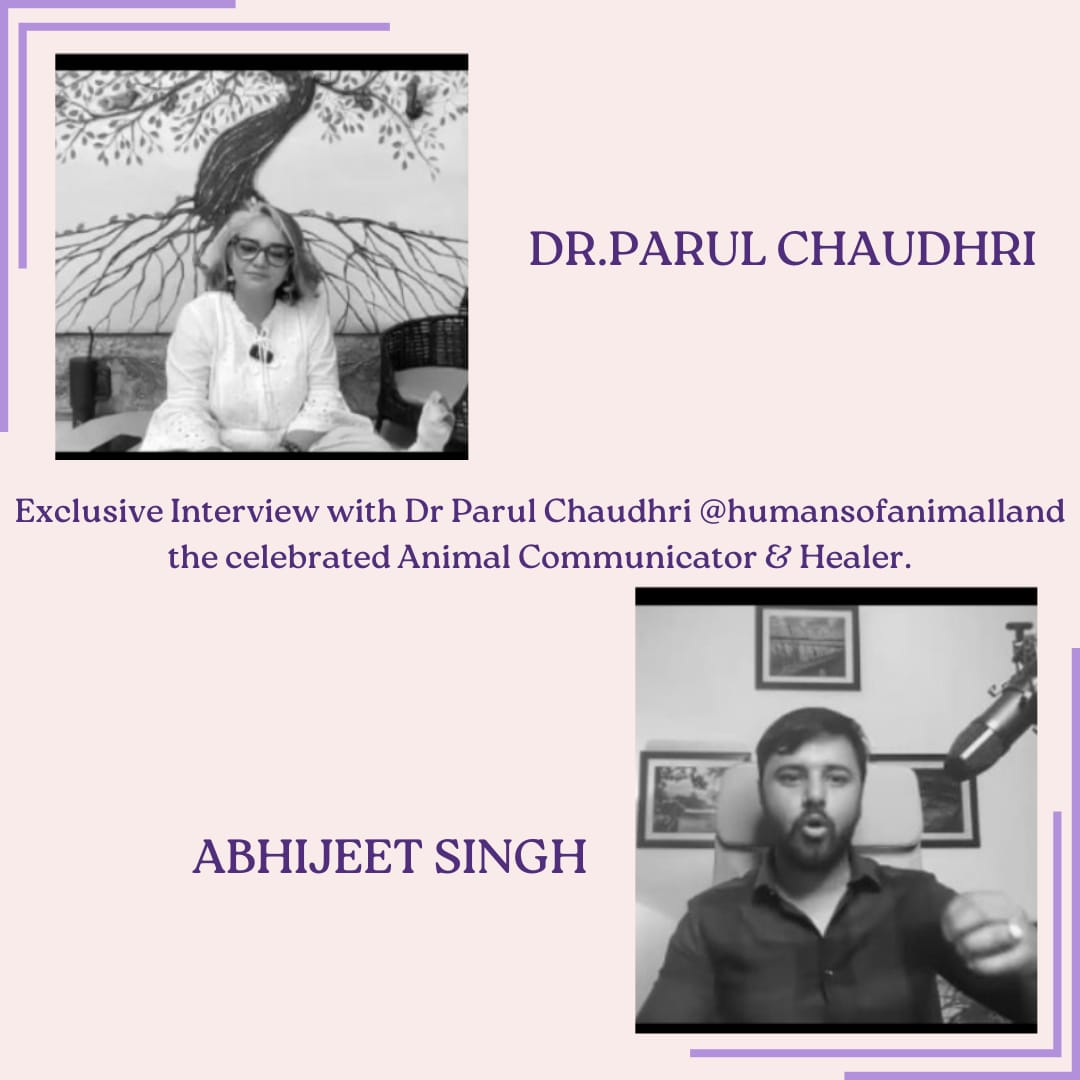 DR.PARUL CHAUDHRI
Exclusive Interview with Dr Parul Chaudhri @humansofanimalland
the celebrated Animal Communicator & Healer.
ABHIJEET SINGH